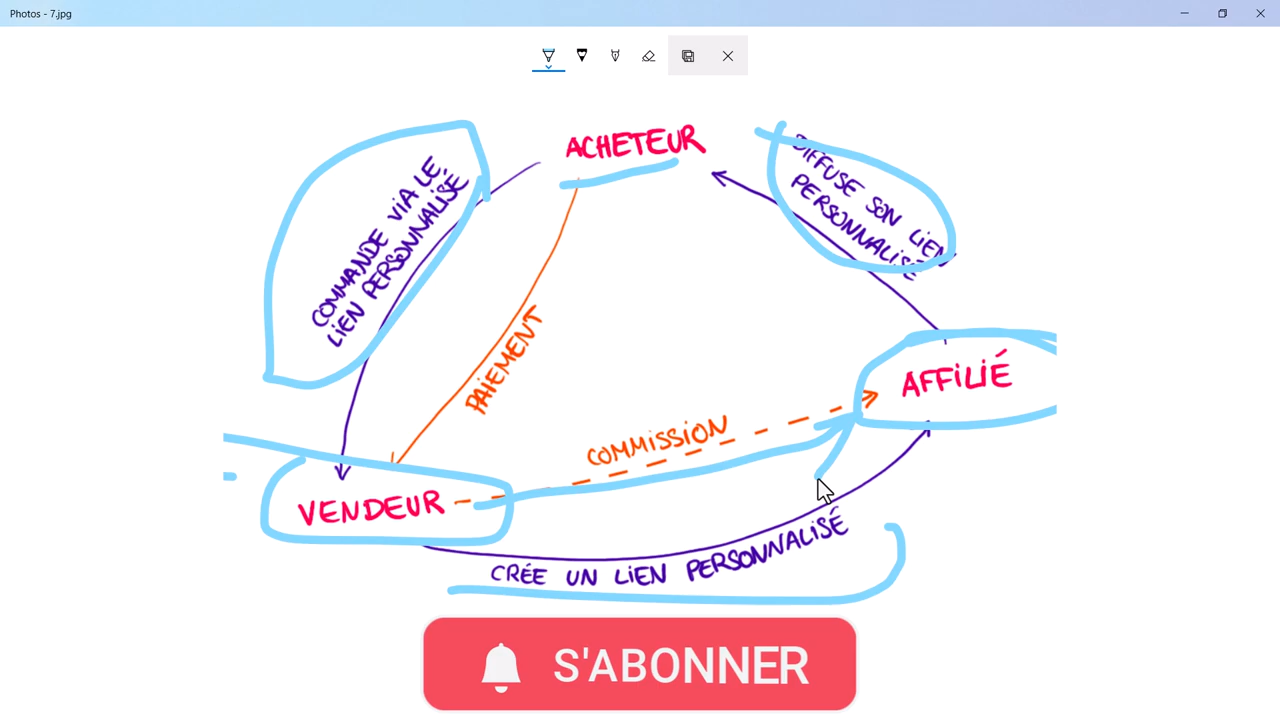 Photos - 7.jpg
ACHETEUR
DIFFUSE SON LIEN
PERSONNALISÉ
COMMANDE VIA LE
LIEN PERSONNALISÉ
PAIEMENT
AFFILIÉ
COMMISSION
VENDEUR
CRÉE UN LIEN PERSONNALISÉ
S'ABONNER